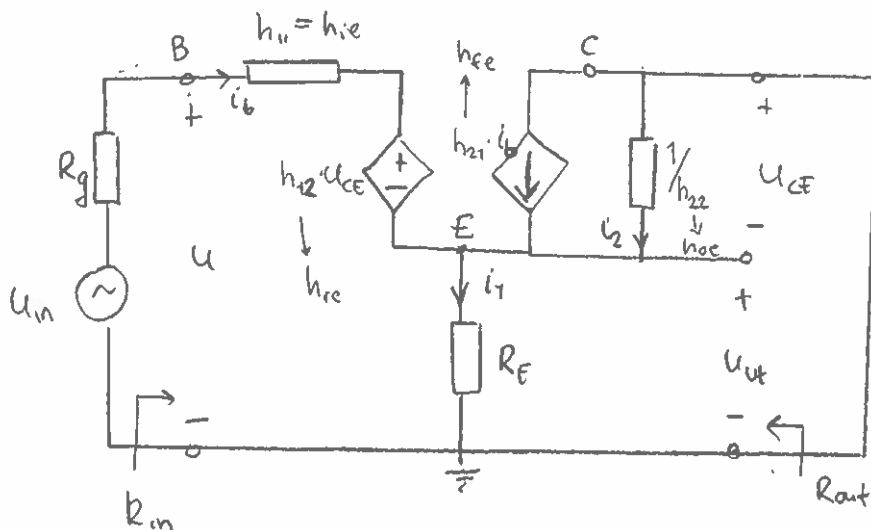 h₁₁ = hie
B
hfe
C
+
ib
+
Rg
h12·UCE
+
−
h21·ib
1/h22
UCE
i2
hoe
−
E
U
hre
i1
+
Uin
RE
Uut
−
−
Rin
Rout